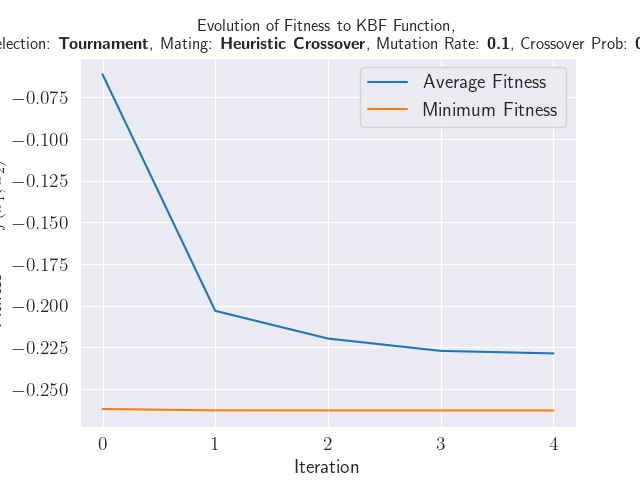 Evolution of Fitness to KBF Function,
election: Tournament, Mating: Heuristic Crossover, Mutation Rate: 0.1, Crossover Prob:
Average Fitness
Minimum Fitness
−0.075
−0.100
−0.125
−0.150
−0.175
−0.200
−0.225
−0.250
0 1 2 3 4
Iteration